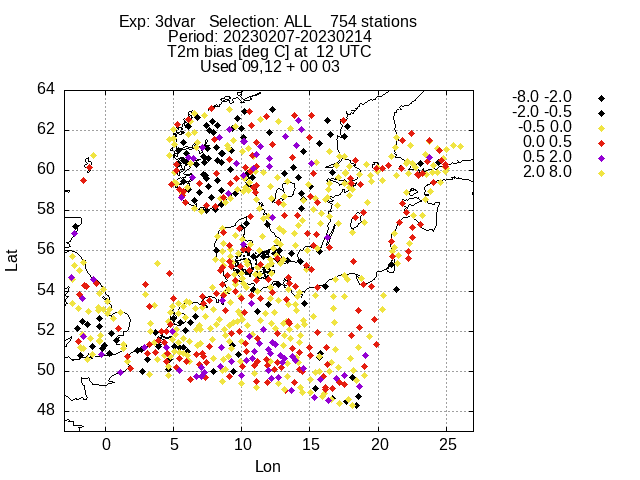 Exp: 3dvar Selection: ALL 754 stations
Period: 20230207-20230214
T2m bias [deg C] at 12 UTC
Used 09,12 + 00 03
64
62
60
58
56
54
52
50
48
Lat
0 5 10 15 20 25
Lon
-8.0 -2.0
-2.0 -0.5
-0.5 0.0
0.0 0.5
0.5 2.0
2.0 8.0